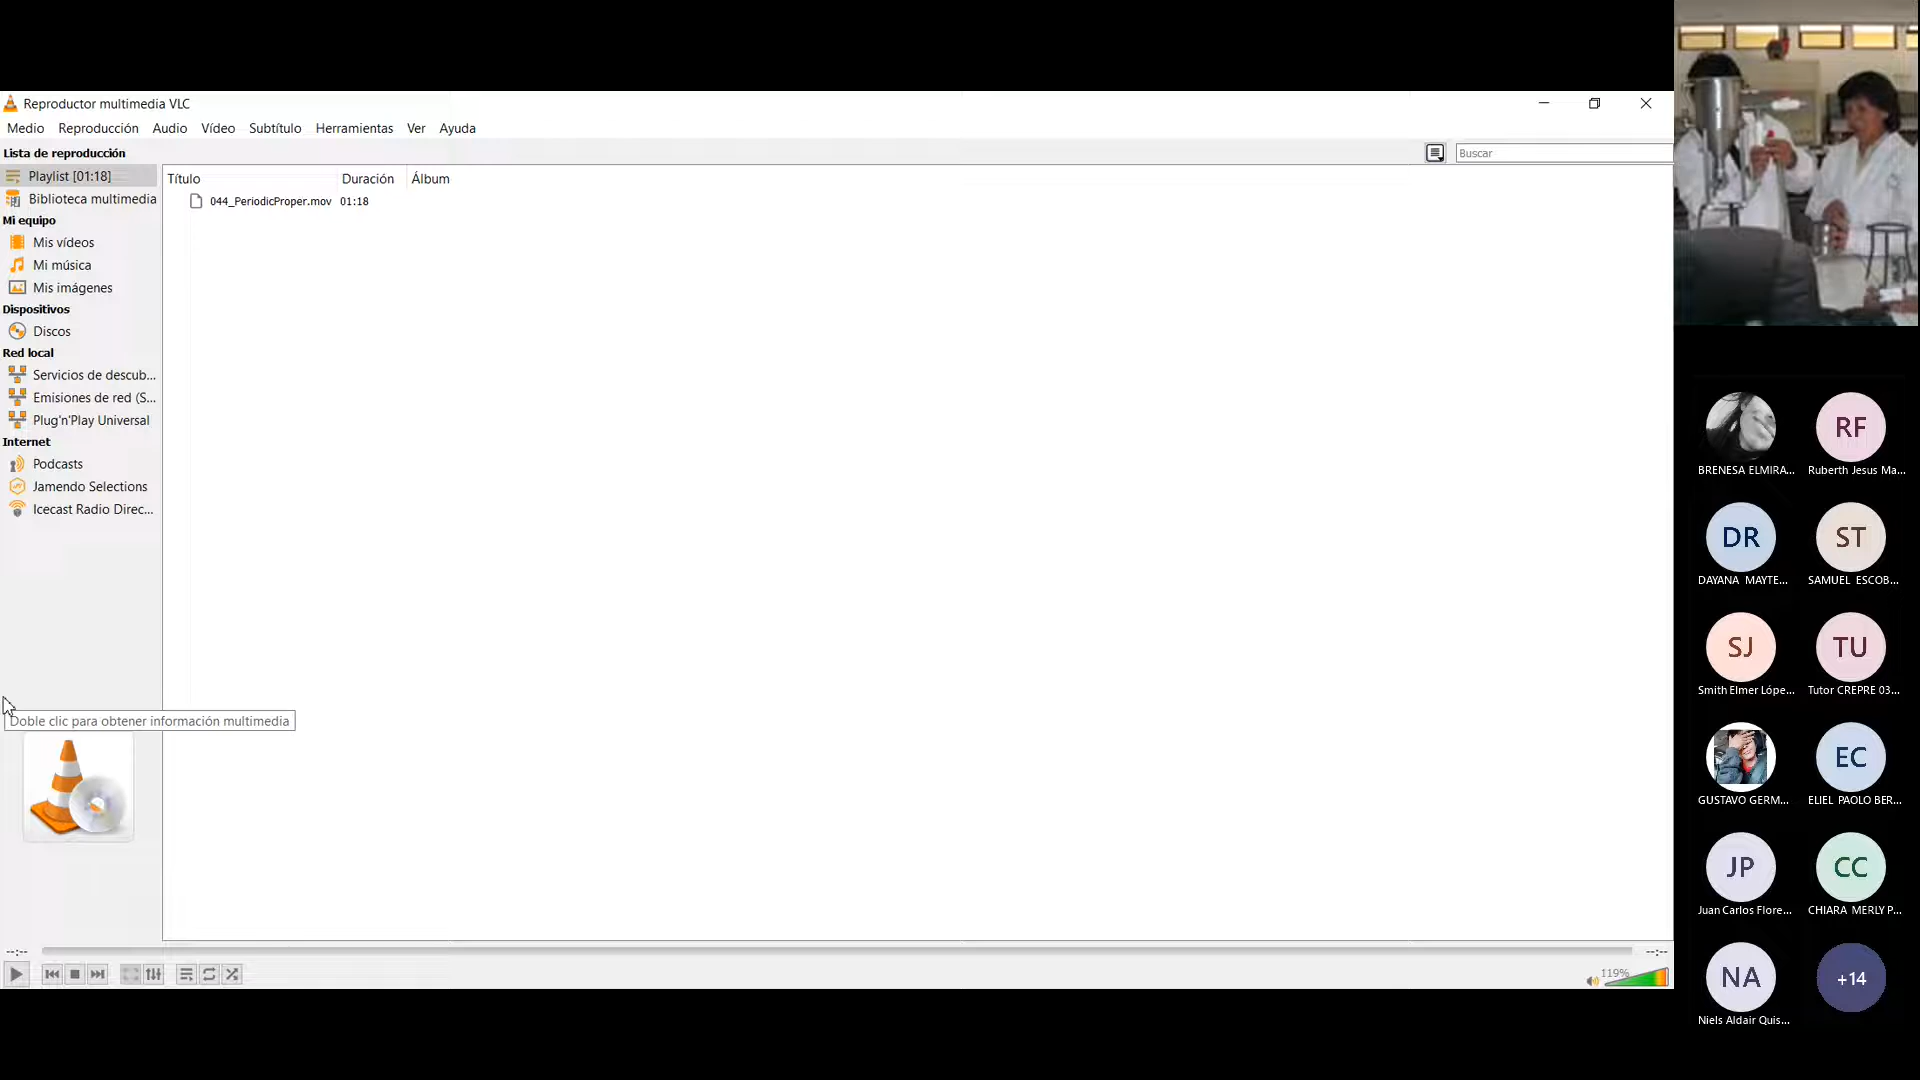 Reproductor multimedia VLC
Medio Reproducción Audio Vídeo Subtítulo Herramientas Ver Ayuda
Lista de reproducción
Buscar
Playlist [01:18]
Título Duración Álbum
Biblioteca multimedia
044_PeriodicProper.mov 01:18
Mi equipo
Mis vídeos
Mi música
Mis imágenes
Dispositivos
Discos
Red local
Servicios de descub...
Emisiones de red (S...
Plug'n'Play Universal
Internet
Podcasts
Jamendo Selections
Icecast Radio Direc...
Doble clic para obtener información multimedia
--:--
--:--
119%
RF
BRENESA ELMIRA...
Ruberth Jesus Ma...
DR
ST
DAYANA MAYTE...
SAMUEL ESCOB...
SJ
TU
Smith Elmer Lópe...
Tutor CREPRE 03...
EC
GUSTAVO GERM...
ELIEL PAOLO BER...
JP
CC
Juan Carlos Flore...
CHIARA MERLY P...
NA
+14
Niels Aldair Quis...